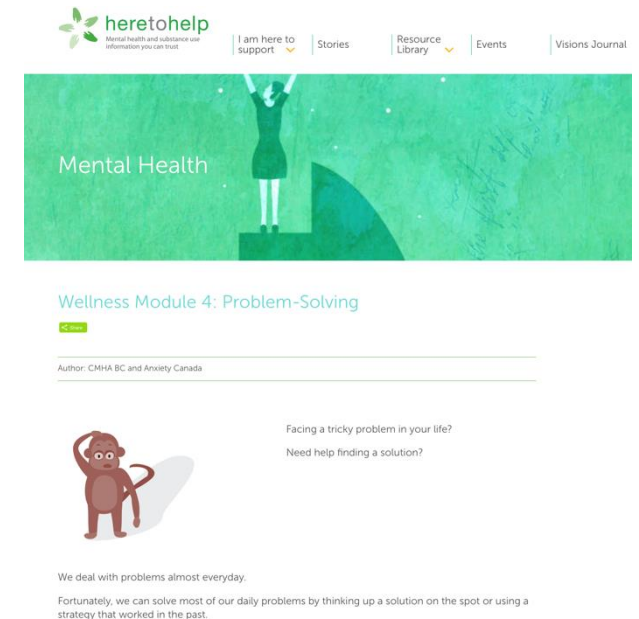 heretohelp
Mental health and substance use
information you can trust
I am here to
support
Stories
Resource
Library
Events
Visions Journal
Mental Health
Wellness Module 4: Problem-Solving
Share
Author: CMHA BC and Anxiety Canada
Facing a tricky problem in your life?
Need help finding a solution?
We deal with problems almost everyday.
Fortunately, we can solve most of our daily problems by thinking up a solution on the spot or using a
strategy that worked in the past.